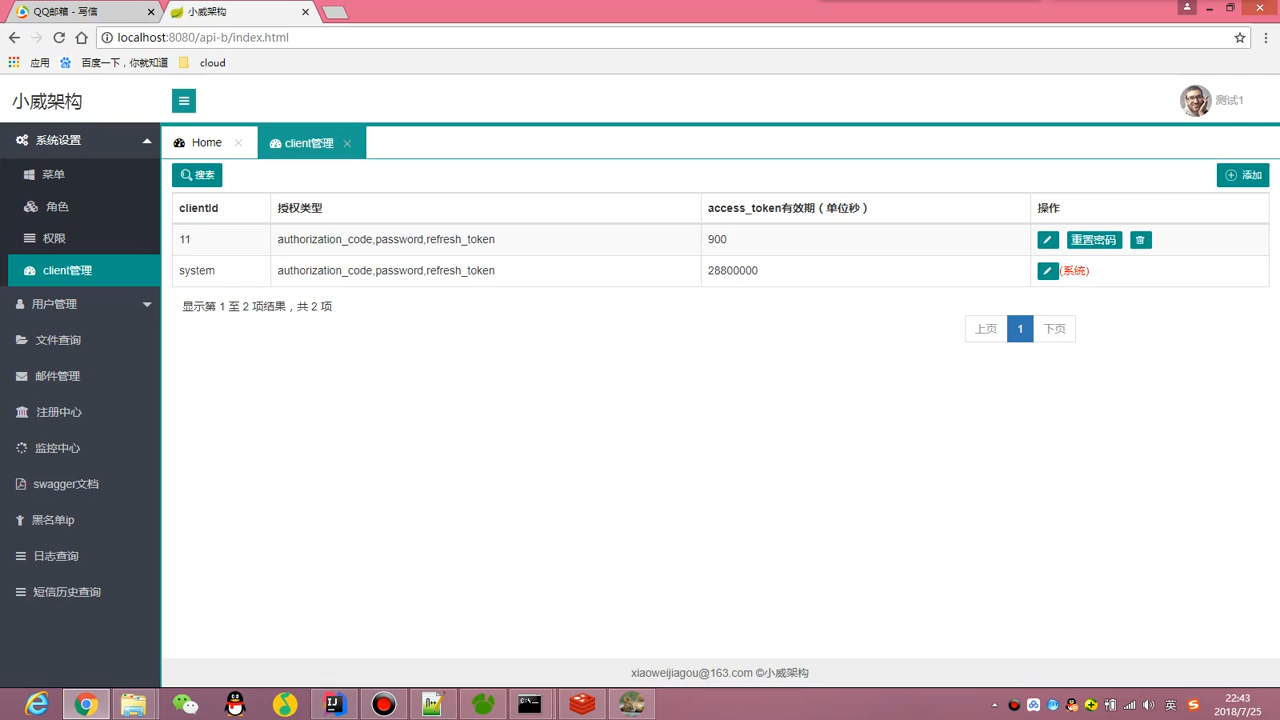 QQ邮箱 - 写信
小威架构
localhost:8080/api-b/index.html
应用
百度一下，你就知道
cloud
小威架构
测试1
系统设置
菜单
角色
权限
client管理
用户管理
文件查询
邮件管理
注册中心
监控中心
swagger文档
黑名单ip
日志查询
短信历史查询
Home
client管理
搜索
添加
clientId 授权类型 access_token有效期（单位秒） 操作
11 authorization_code,password,refresh_token 900 重置密码
system authorization_code,password,refresh_token 28800000 (系统)
显示第 1 至 2 项结果，共 2 项
上页 1 下页
xiaoweijiagou@163.com ©小威架构
英
22:43
2018/7/25